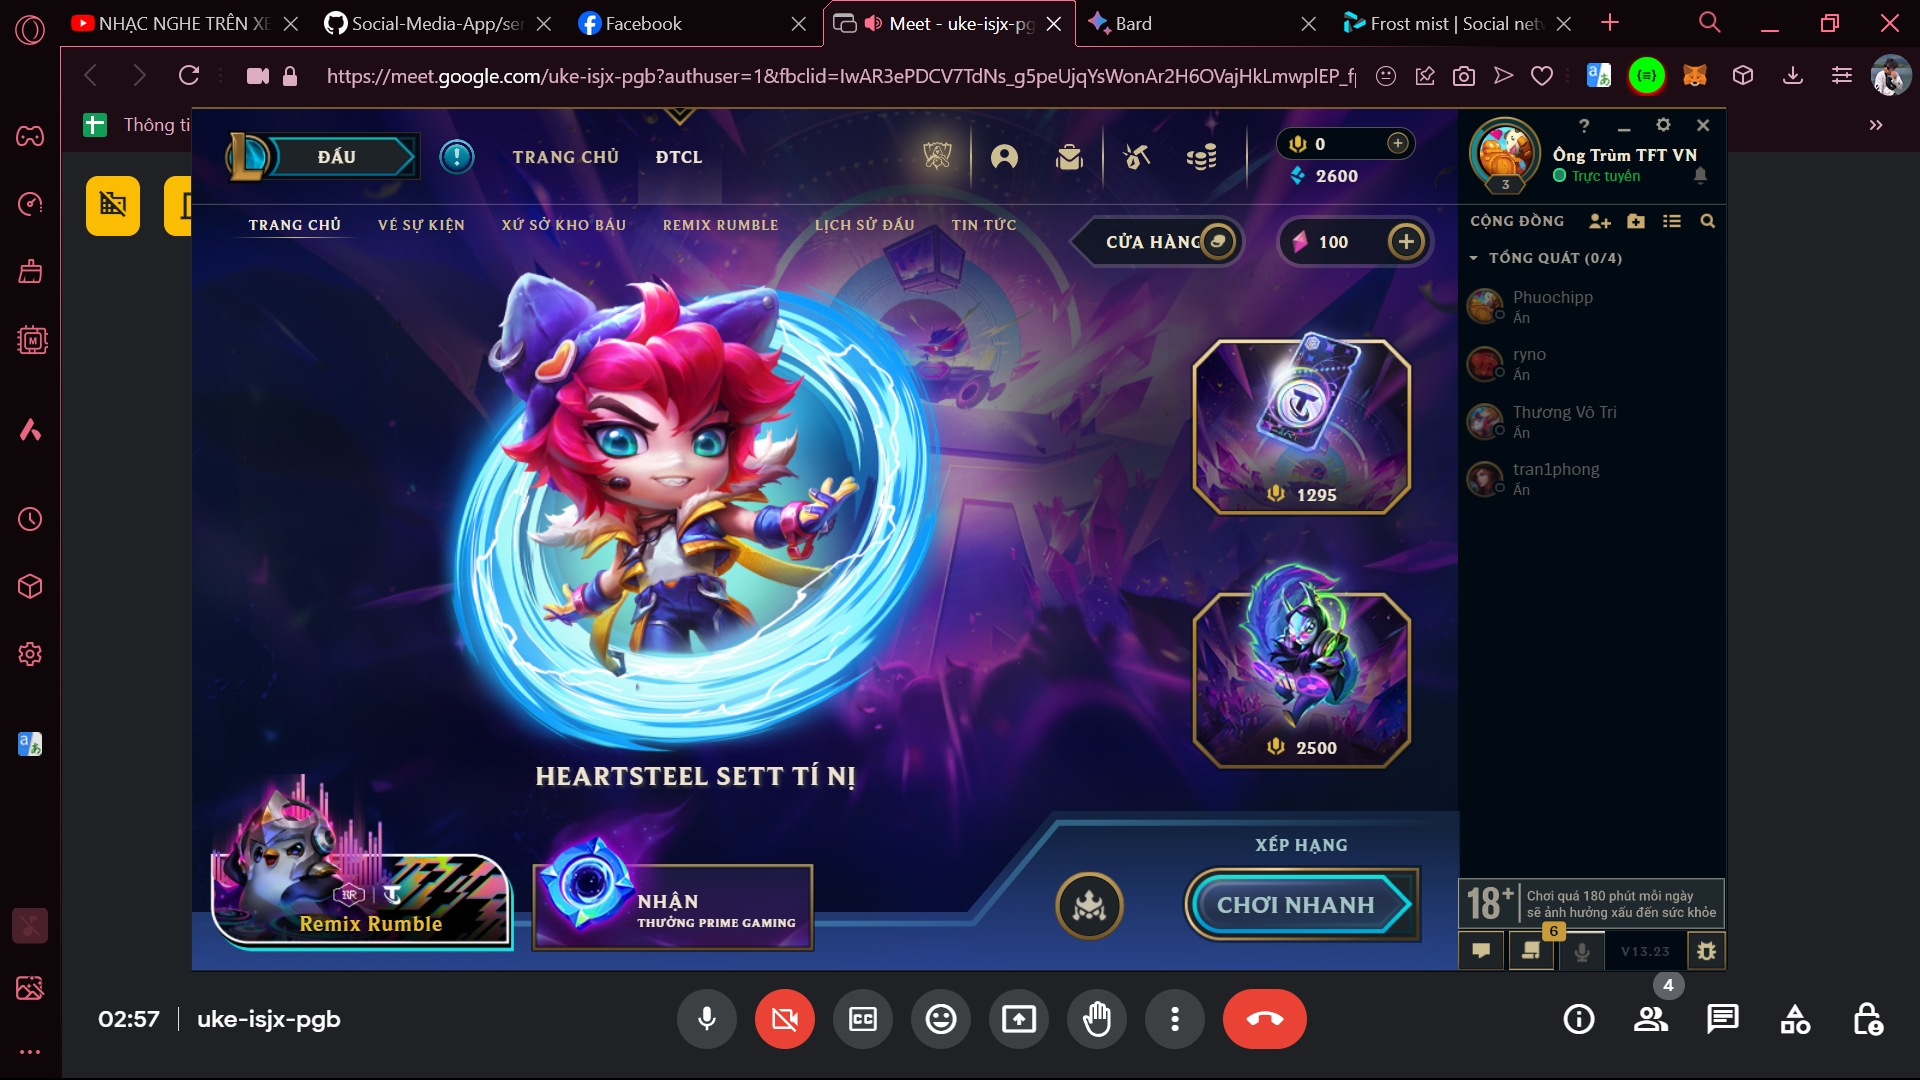 NHẠC NGHE TRÊN XE
Social-Media-App/ser
Facebook
Meet - uke-isjx-pg
Bard
Frost mist | Social netw
https://meet.google.com/uke-isjx-pgb?authuser=1&fbclid=IwAR3ePDCV7TdNs_g5peUjqYsWonAr2H6OVajHkLmwplEP_f
Thông ti
ĐẤU
TRANG CHỦ
ĐTCL
0
2600
Ông Trùm TFT VN
Trực tuyến
3
TRANG CHỦ
VÉ SỰ KIỆN
XỨ SỞ KHO BÁU
REMIX RUMBLE
LỊCH SỬ ĐẤU
TIN TỨC
CỬA HÀNG
100
CỘNG ĐỒNG
TỔNG QUÁT (0/4)
Phuochipp
Ẩn
ryno
Ẩn
Thương Vô Tri
Ẩn
tran1phong
Ẩn
1295
2500
HEARTSTEEL SETT TÍ NỊ
Remix Rumble
NHẬN
THƯỞNG PRIME GAMING
XẾP HẠNG
CHƠI NHANH
18+
Chơi quá 180 phút mỗi ngày
sẽ ảnh hưởng xấu đến sức khỏe
6
V13.23
02:57
uke-isjx-pgb
CC
4